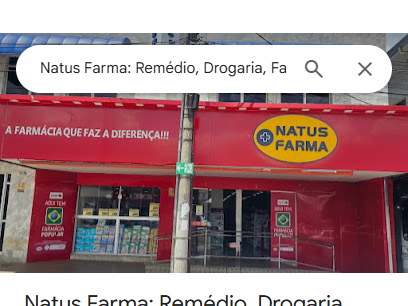 Natus Farma: Remédio, Drogaria, Fa
A FARMÁCIA QUE FAZ A DIFERENÇA!!!
NATUS
FARMA
AQUI TEM
FARMÁCIA
POPULAR
AQUI TEM
FARMÁCIA
POPULAR
Natus Farma: Remédio, Drogaria